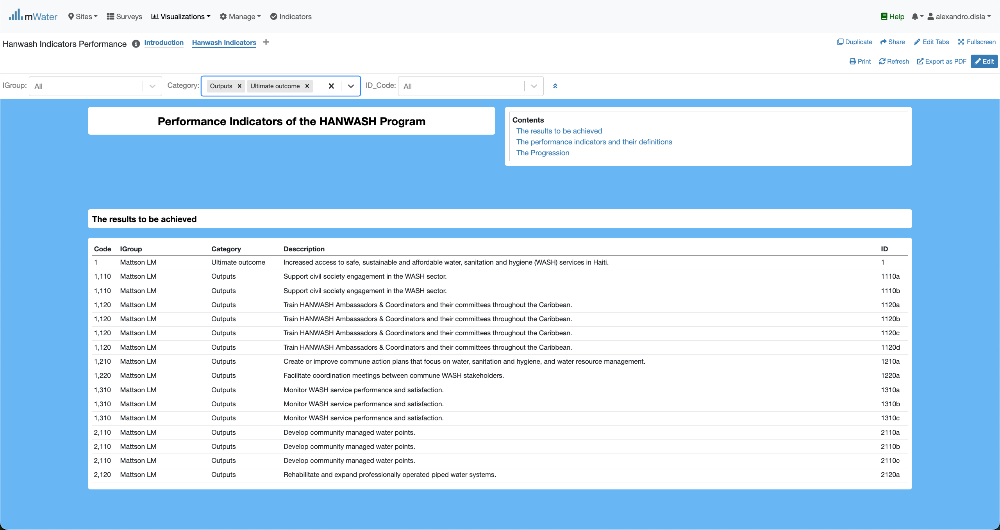 mWater Sites Surveys Visualizations Manage Indicators Help alexandro.disla
Hanwash Indicators Performance Introduction Hanwash Indicators + Duplicate Share Edit Tabs Fullscreen
Print Refresh Export as PDF Edit
IGroup: All Category: Outputs × Ultimate outcome × ID_Code: All
Performance Indicators of the HANWASH Program
Contents
The results to be achieved
The performance indicators and their definitions
The Progression
The results to be achieved
Code IGroup Category Desccription ID
1 Mattson LM Ultimate outcome Increased access to safe, sustainable and affordable water, sanitation and hygiene (WASH) services in Haiti. 1
1,110 Mattson LM Outputs Support civil society engagement in the WASH sector. 1110a
1,110 Mattson LM Outputs Support civil society engagement in the WASH sector. 1110b
1,120 Mattson LM Outputs Train HANWASH Ambassadors & Coordinators and their committees throughout the Caribbean. 1120a
1,120 Mattson LM Outputs Train HANWASH Ambassadors & Coordinators and their committees throughout the Caribbean. 1120b
1,120 Mattson LM Outputs Train HANWASH Ambassadors & Coordinators and their committees throughout the Caribbean. 1120c
1,120 Mattson LM Outputs Train HANWASH Ambassadors & Coordinators and their committees throughout the Caribbean. 1120d
1,210 Mattson LM Outputs Create or improve commune action plans that focus on water, sanitation and hygiene, and water resource management. 1210a
1,220 Mattson LM Outputs Facilitate coordination meetings between commune WASH stakeholders. 1220a
1,310 Mattson LM Outputs Monitor WASH service performance and satisfaction. 1310a
1,310 Mattson LM Outputs Monitor WASH service performance and satisfaction. 1310b
1,310 Mattson LM Outputs Monitor WASH service performance and satisfaction. 1310c
2,110 Mattson LM Outputs Develop community managed water points. 2110a
2,110 Mattson LM Outputs Develop community managed water points. 2110b
2,110 Mattson LM Outputs Develop community managed water points. 2110c
2,120 Mattson LM Outputs Rehabilitate and expand professionally operated piped water systems. 2120a